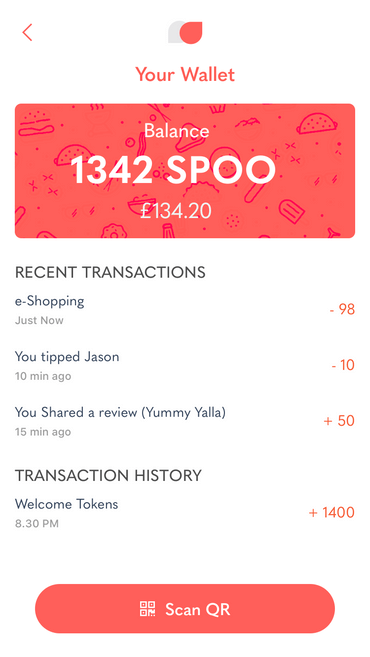 Your Wallet
Balance
1342 SPOO
£134.20
RECENT TRANSACTIONS
e-Shopping
- 98
Just Now
You tipped Jason
- 10
10 min ago
You Shared a review (Yummy Yalla)
+ 50
15 min ago
TRANSACTION HISTORY
Welcome Tokens
+ 1400
8.30 PM
Scan QR